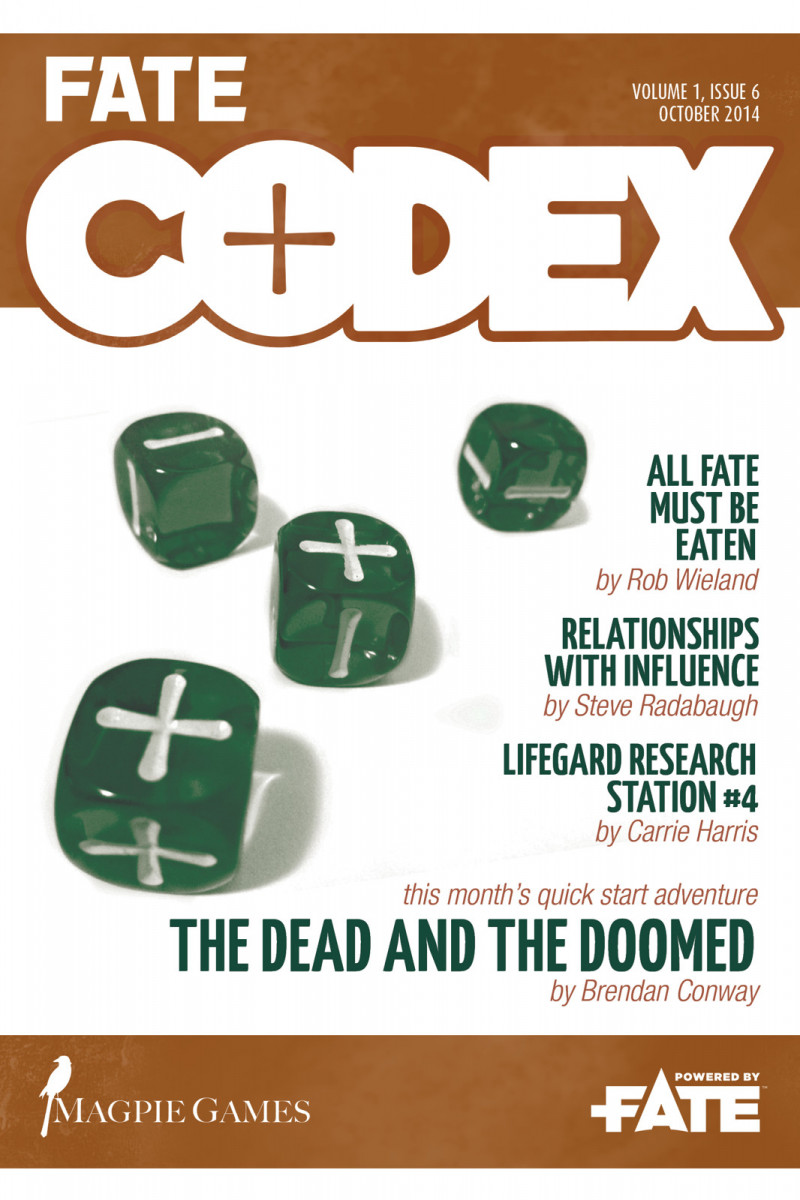 FATE
VOLUME 1, ISSUE 6
OCTOBER 2014
CODEX
ALL FATE
MUST BE
EATEN
by Rob Wieland
RELATIONSHIPS
WITH INFLUENCE
by Steve Radabaugh
LIFEGARD RESEARCH
STATION #4
by Carrie Harris
this month's quick start adventure
THE DEAD AND THE DOOMED
by Brendan Conway
MAGPIE GAMES
POWERED BY
FATE™